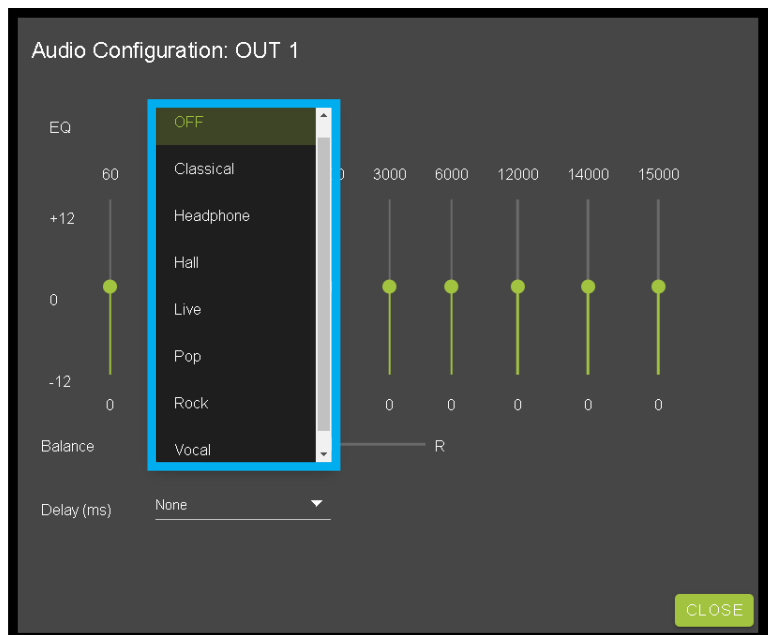 Audio Configuration: OUT 1
EQ
OFF
60
Classical
0 3000 6000 12000 14000 15000
+12
Headphone
Hall
0
Live
Pop
-12
Rock
0
0 0 0 0 0
Balance
Vocal
R
Delay (ms)
None
CLOSE